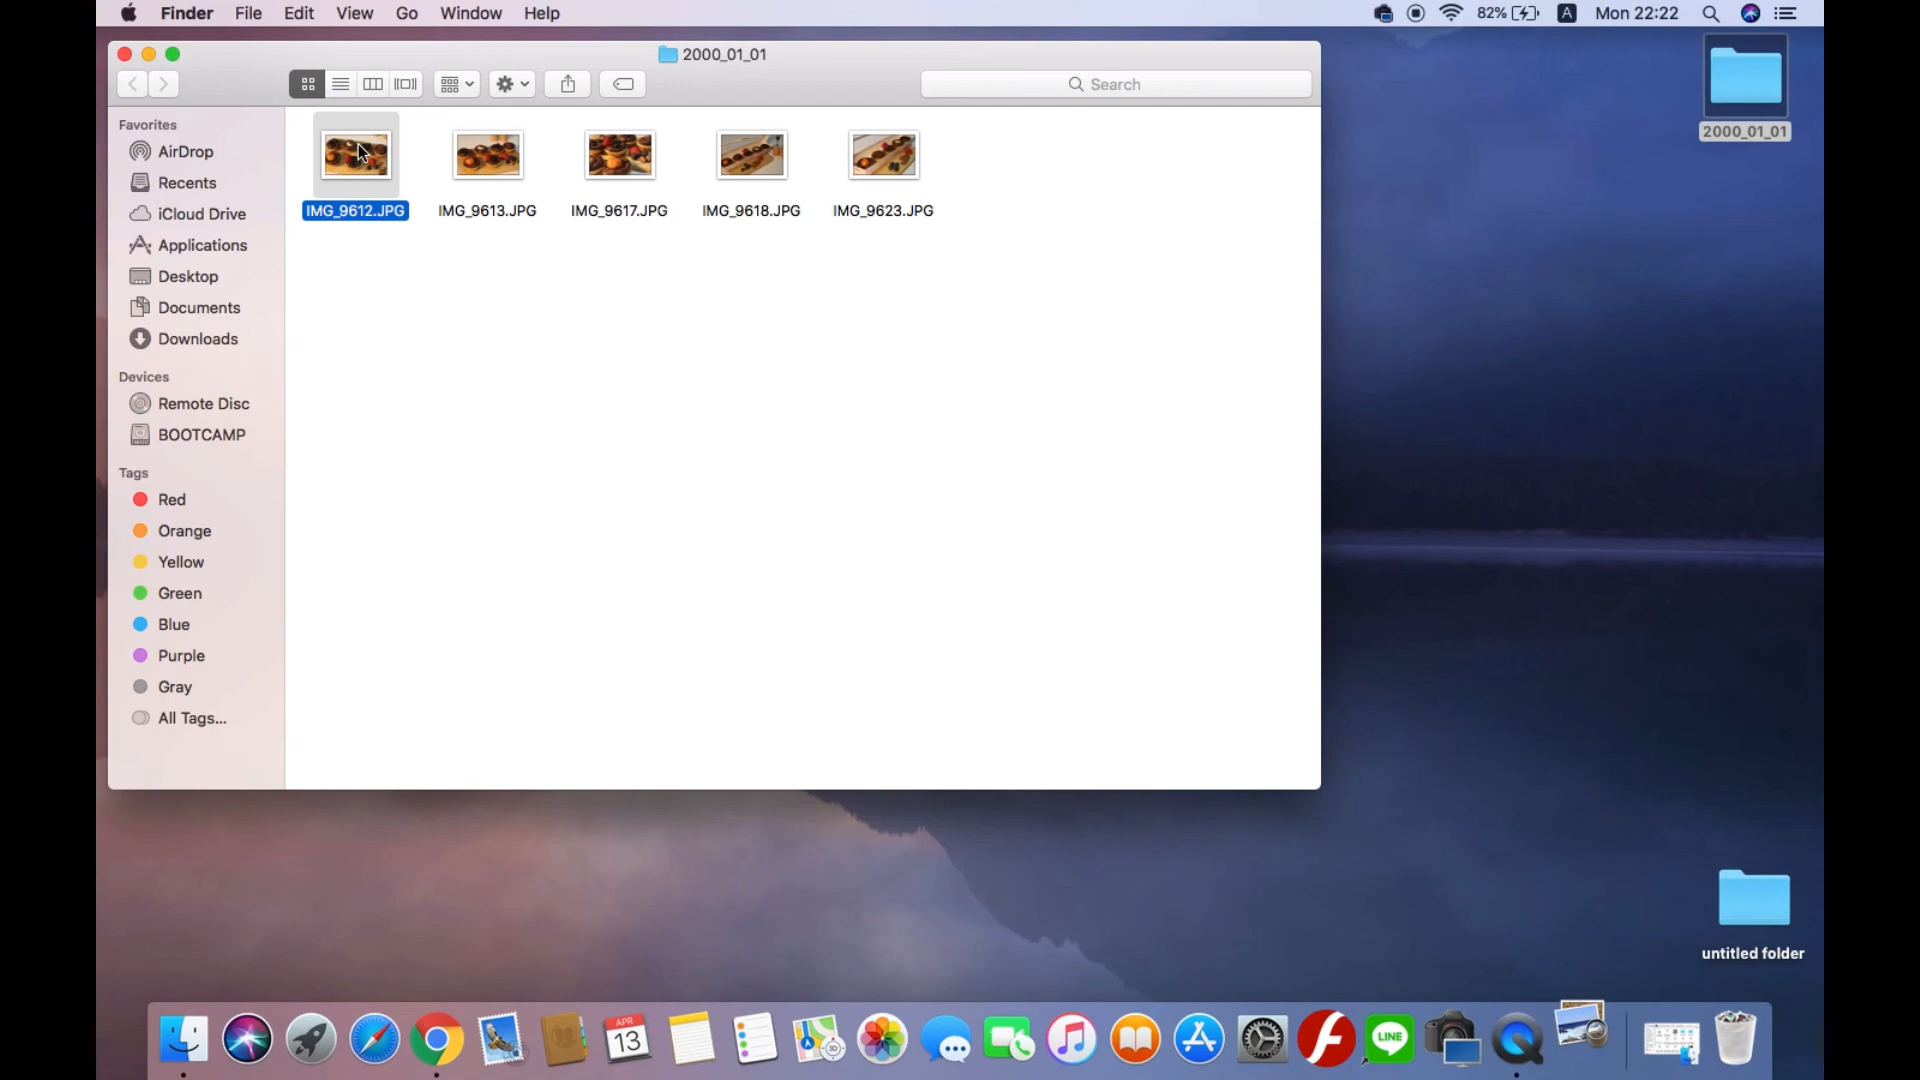 Finder File Edit View Go Window Help 82% A Mon 22:22
2000_01_01
Search
2000_01_01
Favorites
AirDrop
Recents
iCloud Drive
Applications
Desktop
Documents
Downloads
Devices
Remote Disc
BOOTCAMP
Tags
Red
Orange
Yellow
Green
Blue
Purple
Gray
All Tags...
IMG_9612.JPG IMG_9613.JPG IMG_9617.JPG IMG_9618.JPG IMG_9623.JPG
untitled folder
APR
13
3D
LINE